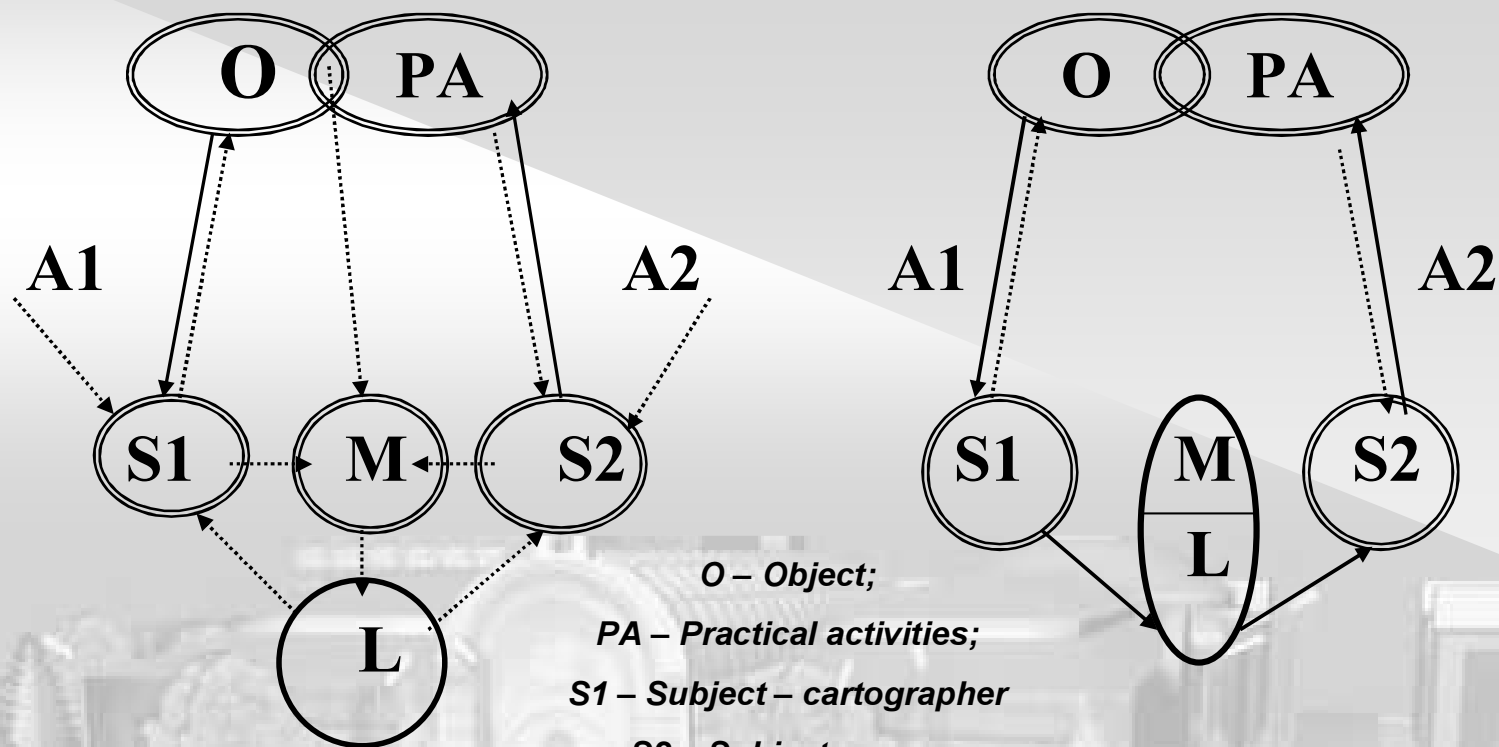 O PA
O PA
A1 A2
A1 A2
S1 M S2
S1 M S2
L
L
O – Object;
PA – Practical activities;
S1 – Subject – cartographer